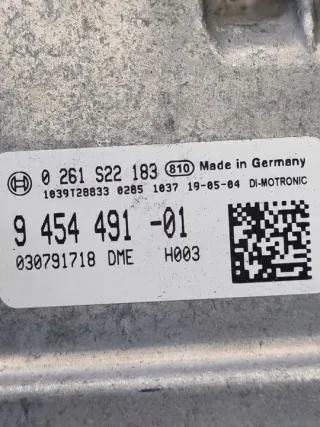 0 261 S22 183 810 Made in Germany
1039T28833 0285 1037 19-05-04 DI-MOTRONIC
9 454 491 -01
030791718 DME H003